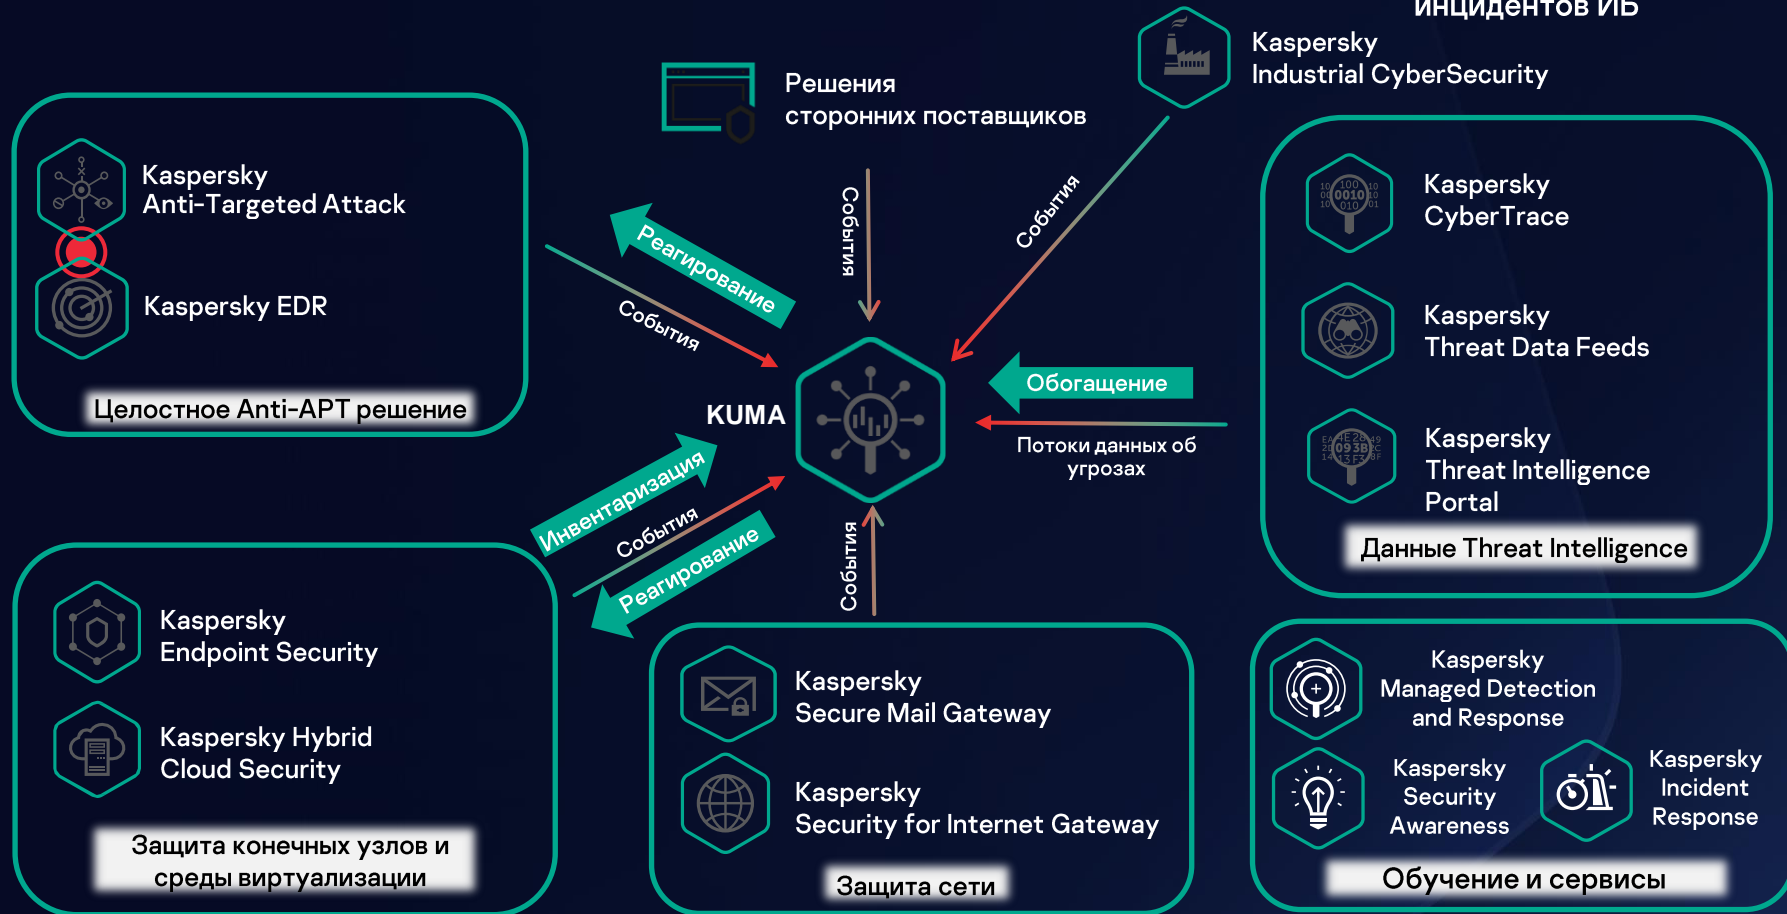 инцидентов ИБ
Kaspersky
Industrial CyberSecurity
Решения
сторонних поставщиков
Kaspersky
Anti-Targeted Attack
Kaspersky EDR
Целостное Anti-APT решение
Реагирование
События
События
События
KUMA
Обогащение
Потоки данных об
угрозах
Kaspersky
CyberTrace
Kaspersky
Threat Data Feeds
Kaspersky
Threat Intelligence
Portal
Данные Threat Intelligence
Инвентаризация
События
Реагирование
События
Kaspersky
Endpoint Security
Kaspersky Hybrid
Cloud Security
Защита конечных узлов и
среды виртуализации
Kaspersky
Secure Mail Gateway
Kaspersky
Security for Internet Gateway
Защита сети
Kaspersky
Managed Detection
and Response
Kaspersky
Security
Awareness
Kaspersky
Incident
Response
Обучение и сервисы